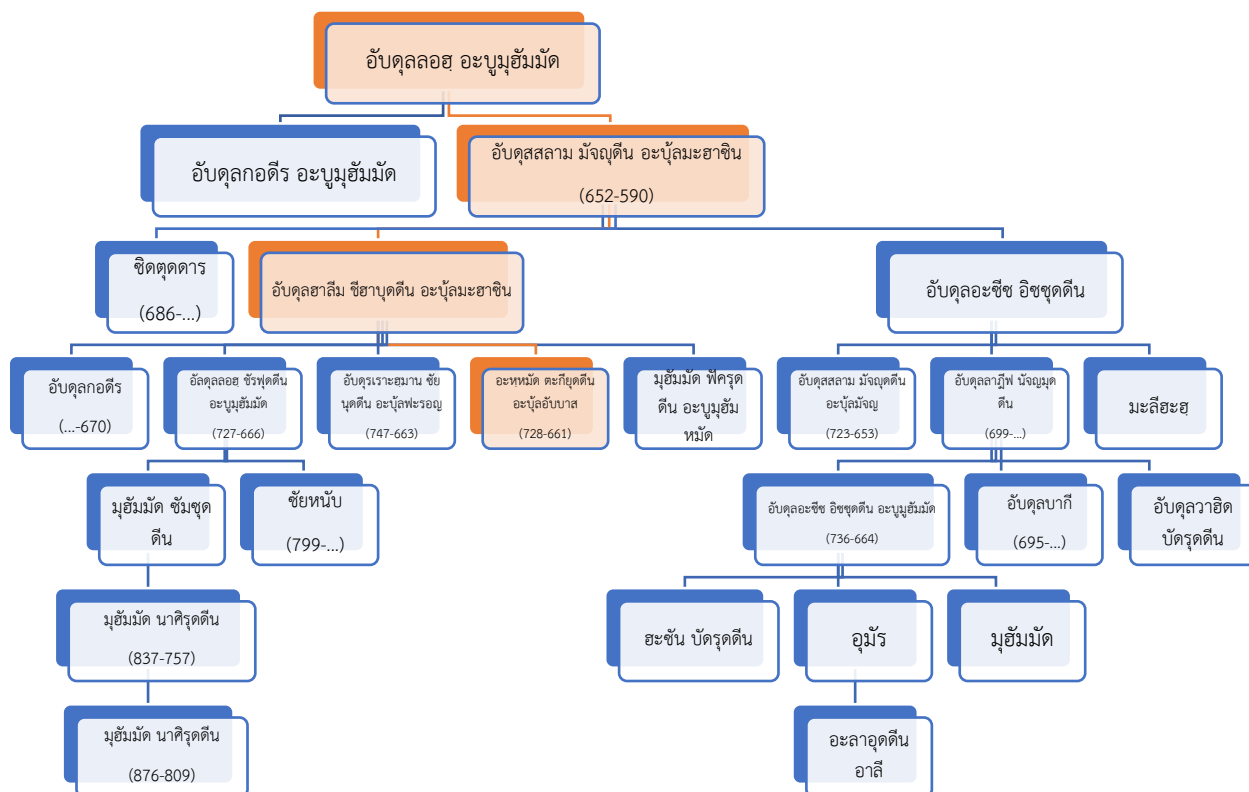 อับดุลลอฮฺ อะบูมุฮัมมัด
อับดุลกอดีร อะบูมุฮัมมัด
อับดุสสลาม มัจญุดีน อะบุ้ลมะฮาซิน
(652-590)
ซิตตุดดาร
(686-...)
อับดุลฮาลีม ชีฮาบุดดีน อะบุ้ลมะฮาซิน
อับดุลอะซีซ อิซซุดดีน
อับดุลกอดีร
(...-670)
อัลดุลลอฮ ชัรฟุดดีน
อะบูมุฮัมมัด
(727-666)
อับดุรเราะฮมาน ซัย
นุดดีน อะบุ้ลฟะรอญ
(747-663)
อะหฺหมัด ตะกียุดดีน
อะบุ้ลอับบาส
(728-661)
มุฮัมมัด ฟัครุด
ดีน อะบูมุฮัม
หมัด
อับดุสสลาม มัจญุดดีน
อะบุ้ลมัจญ
(723-653)
อับดุลลาฎีฟ นัจญมุด
ดีน
(699-...)
มะลีฮะฮฺ
มุฮัมมัด ชัมซุด
ดีน
ซัยหนับ
(799-...)
อับดุลอะซีซ อิซซุดดีน อะบูมูฮัมมัด
(736-664)
อับดุลบากี
(695-...)
อับดุลวาฮิด
บัดรุดดีน
มุฮัมมัด นาศิรุดดีน
(837-757)
ฮะซัน บัดรุดดีน
อุมัร
มุฮัมมัด
มุฮัมมัด นาศิรุดดีน
(876-809)
อะลาอุดดีน
อาลี